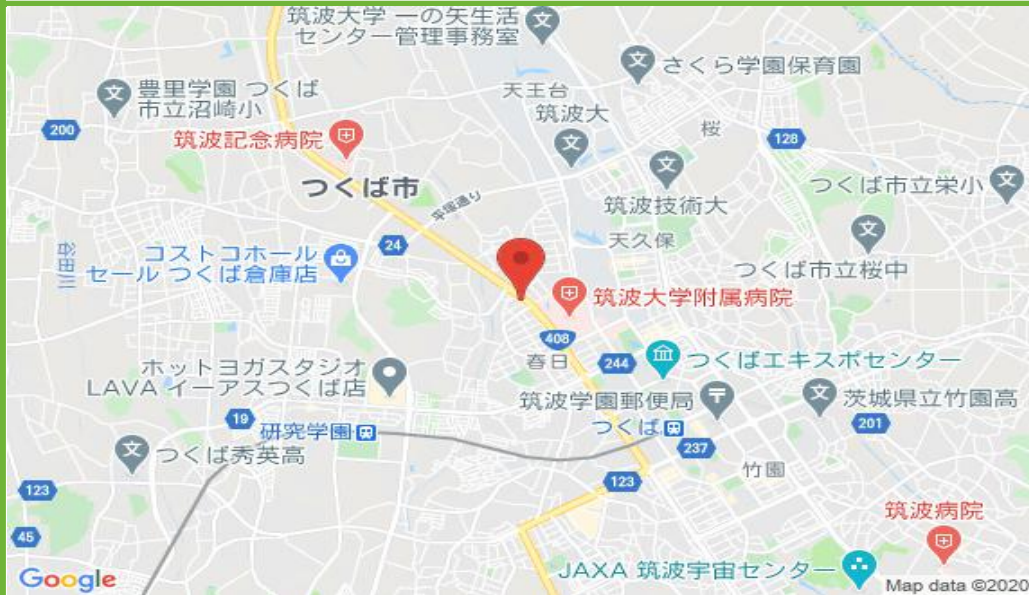 筑波大学 一の矢生活
センター管理事務室
さくら学園保育園
豊里学園 つくば
市立沼崎小
天王台
筑波大
200
筑波記念病院
桜
128
つくば市
平塚通り
筑波技術大
つくば市立栄小
谷田川
コストコホール
セール つくば倉庫店
24
天久保
つくば市立桜中
筑波大学附属病院
408
ホットヨガスタジオ
LAVA イーアスつくば店
春日
244
つくばエキスポセンター
筑波学園郵便局
茨城県立竹園高
19
研究学園
つくば
201
つくば秀英高
237
竹園
123
123
筑波病院
45
JAXA 筑波宇宙センター
Google
Map data ©2020